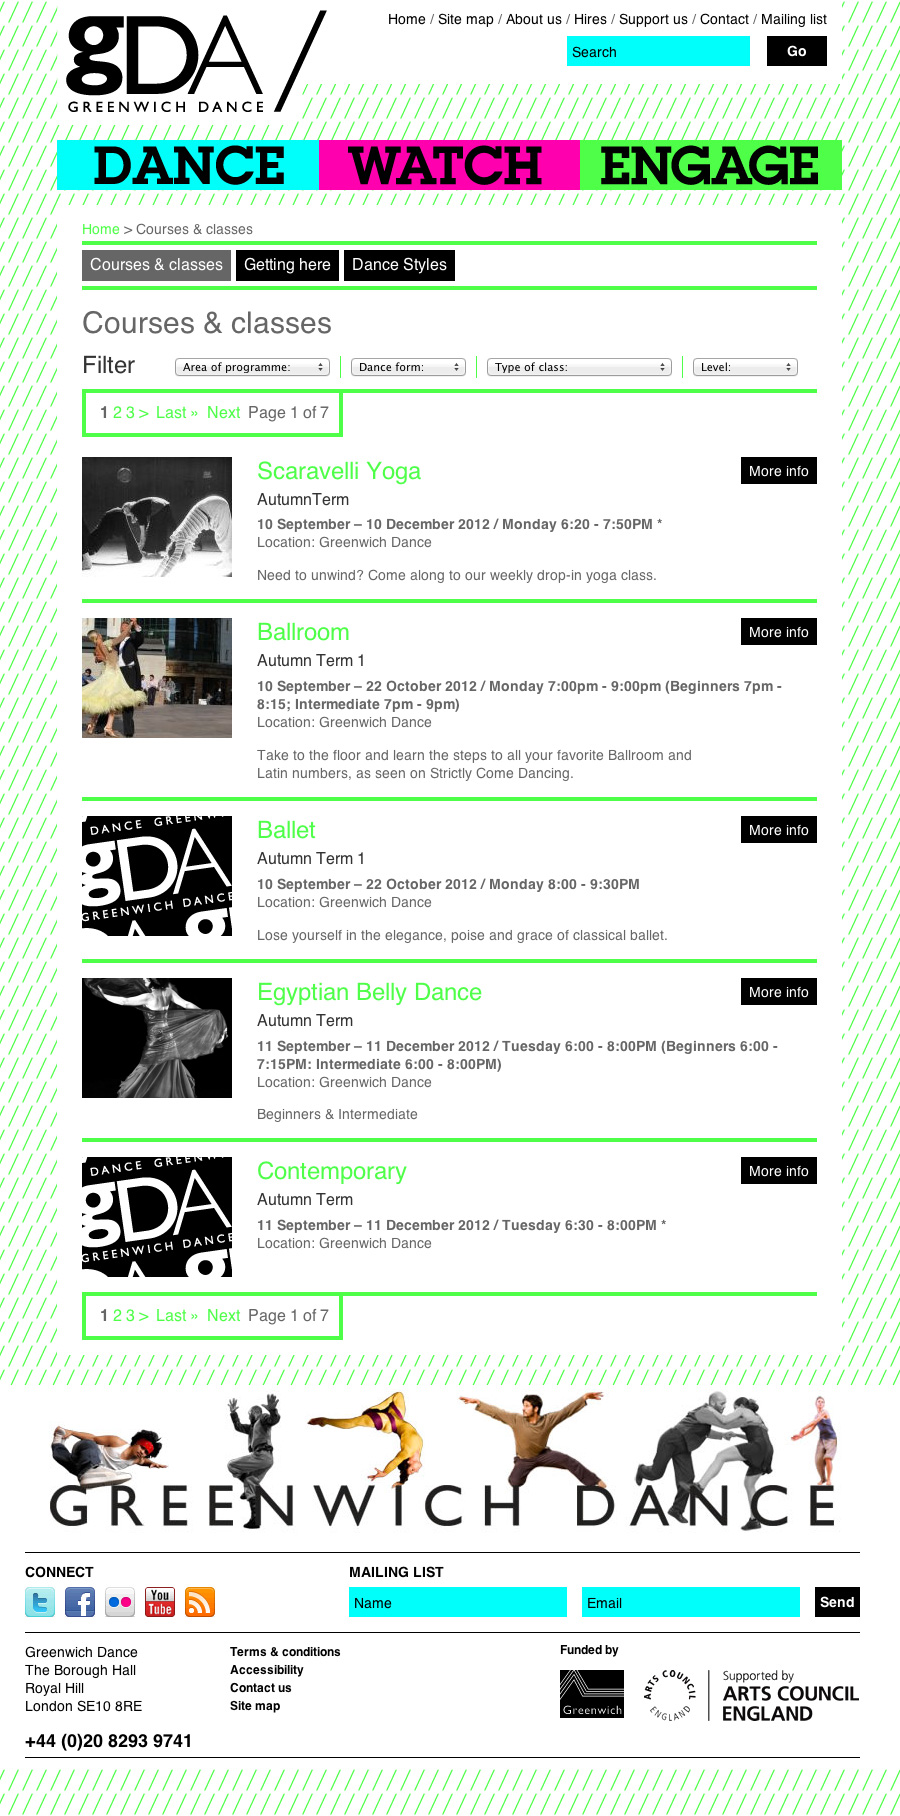 gDA/
GREENWICH DANCE
Home / Site map / About us / Hires / Support us / Contact / Mailing list
Search
Go
DANCE WATCH ENGAGE
Home > Courses & classes
Courses & classes Getting here Dance Styles
Courses & classes
Filter Area of programme: Dance form: Type of class: Level:
1 2 3 > Last » Next Page 1 of 7
Scaravelli Yoga
More info
AutumnTerm
10 September – 10 December 2012 / Monday 6:20 - 7:50PM *
Location: Greenwich Dance
Need to unwind? Come along to our weekly drop-in yoga class.
Ballroom
More info
Autumn Term 1
10 September – 22 October 2012 / Monday 7:00pm - 9:00pm (Beginners 7pm -
8:15; Intermediate 7pm - 9pm)
Location: Greenwich Dance
Take to the floor and learn the steps to all your favorite Ballroom and
Latin numbers, as seen on Strictly Come Dancing.
DANCE GREENW
gDA
GREENWICH DANCE
Ballet
More info
Autumn Term 1
10 September – 22 October 2012 / Monday 8:00 - 9:30PM
Location: Greenwich Dance
Lose yourself in the elegance, poise and grace of classical ballet.
Egyptian Belly Dance
More info
Autumn Term
11 September – 11 December 2012 / Tuesday 6:00 - 8:00PM (Beginners 6:00 -
7:15PM: Intermediate 6:00 - 8:00PM)
Location: Greenwich Dance
Beginners & Intermediate
DANCE GREENW
gDA
GREENWICH DANCE
Contemporary
More info
Autumn Term
11 September – 11 December 2012 / Tuesday 6:30 - 8:00PM *
Location: Greenwich Dance
1 2 3 > Last » Next Page 1 of 7
GREENWICH DANCE
CONNECT
t f You Tube
MAILING LIST
Name Email Send
Greenwich Dance
The Borough Hall
Royal Hill
London SE10 8RE
+44 (0)20 8293 9741
Terms & conditions
Accessibility
Contact us
Site map
Funded by
Greenwich
ARTS COUNCIL
ENGLAND
Supported by
ARTS COUNCIL
ENGLAND